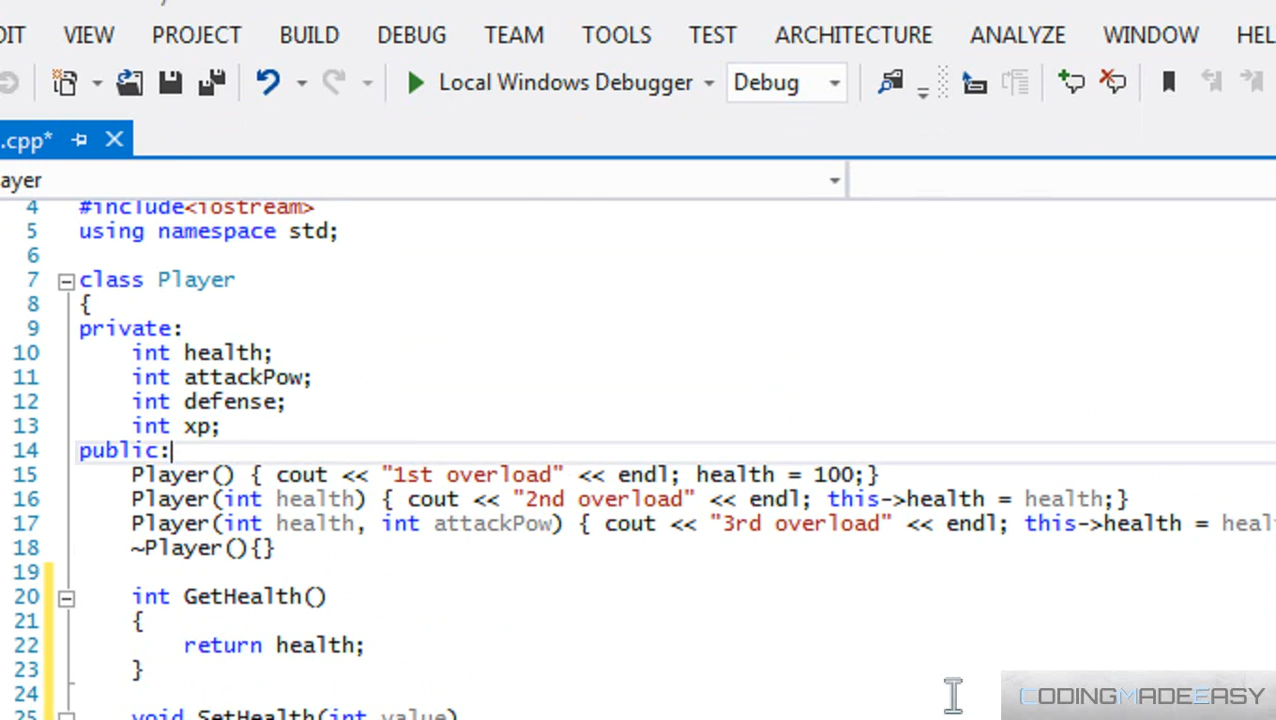 DIT VIEW PROJECT BUILD DEBUG TEAM TOOLS TEST ARCHITECTURE ANALYZE WINDOW HEL
Local Windows Debugger Debug
.cpp*
ayer
4 #include<iostream>
5 using namespace std;
6
7 class Player
8 {
9 private:
10 int health;
11 int attackPow;
12 int defense;
13 int xp;
14 public:
15 Player() { cout << "1st overload" << endl; health = 100;}
16 Player(int health) { cout << "2nd overload" << endl; this->health = health;}
17 Player(int health, int attackPow) { cout << "3rd overload" << endl; this->health = heal
18 ~Player(){}
19
20 int GetHealth()
21 {
22 return health;
23 }
24
25 void SetHealth(int value)
CODINGMADEEASY